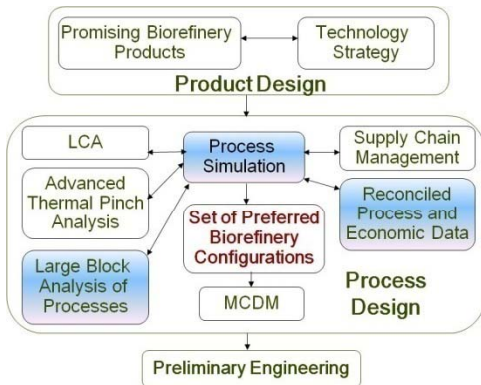 Promising Biorefinery
Products
Technology
Strategy
Product Design
LCA
Process
Simulation
Supply Chain
Management
Advanced
Thermal Pinch
Analysis
Reconciled
Process and
Economic Data
Set of Preferred
Biorefinery
Configurations
Large Block
Analysis of
Processes
Process
Design
MCDM
Preliminary Engineering